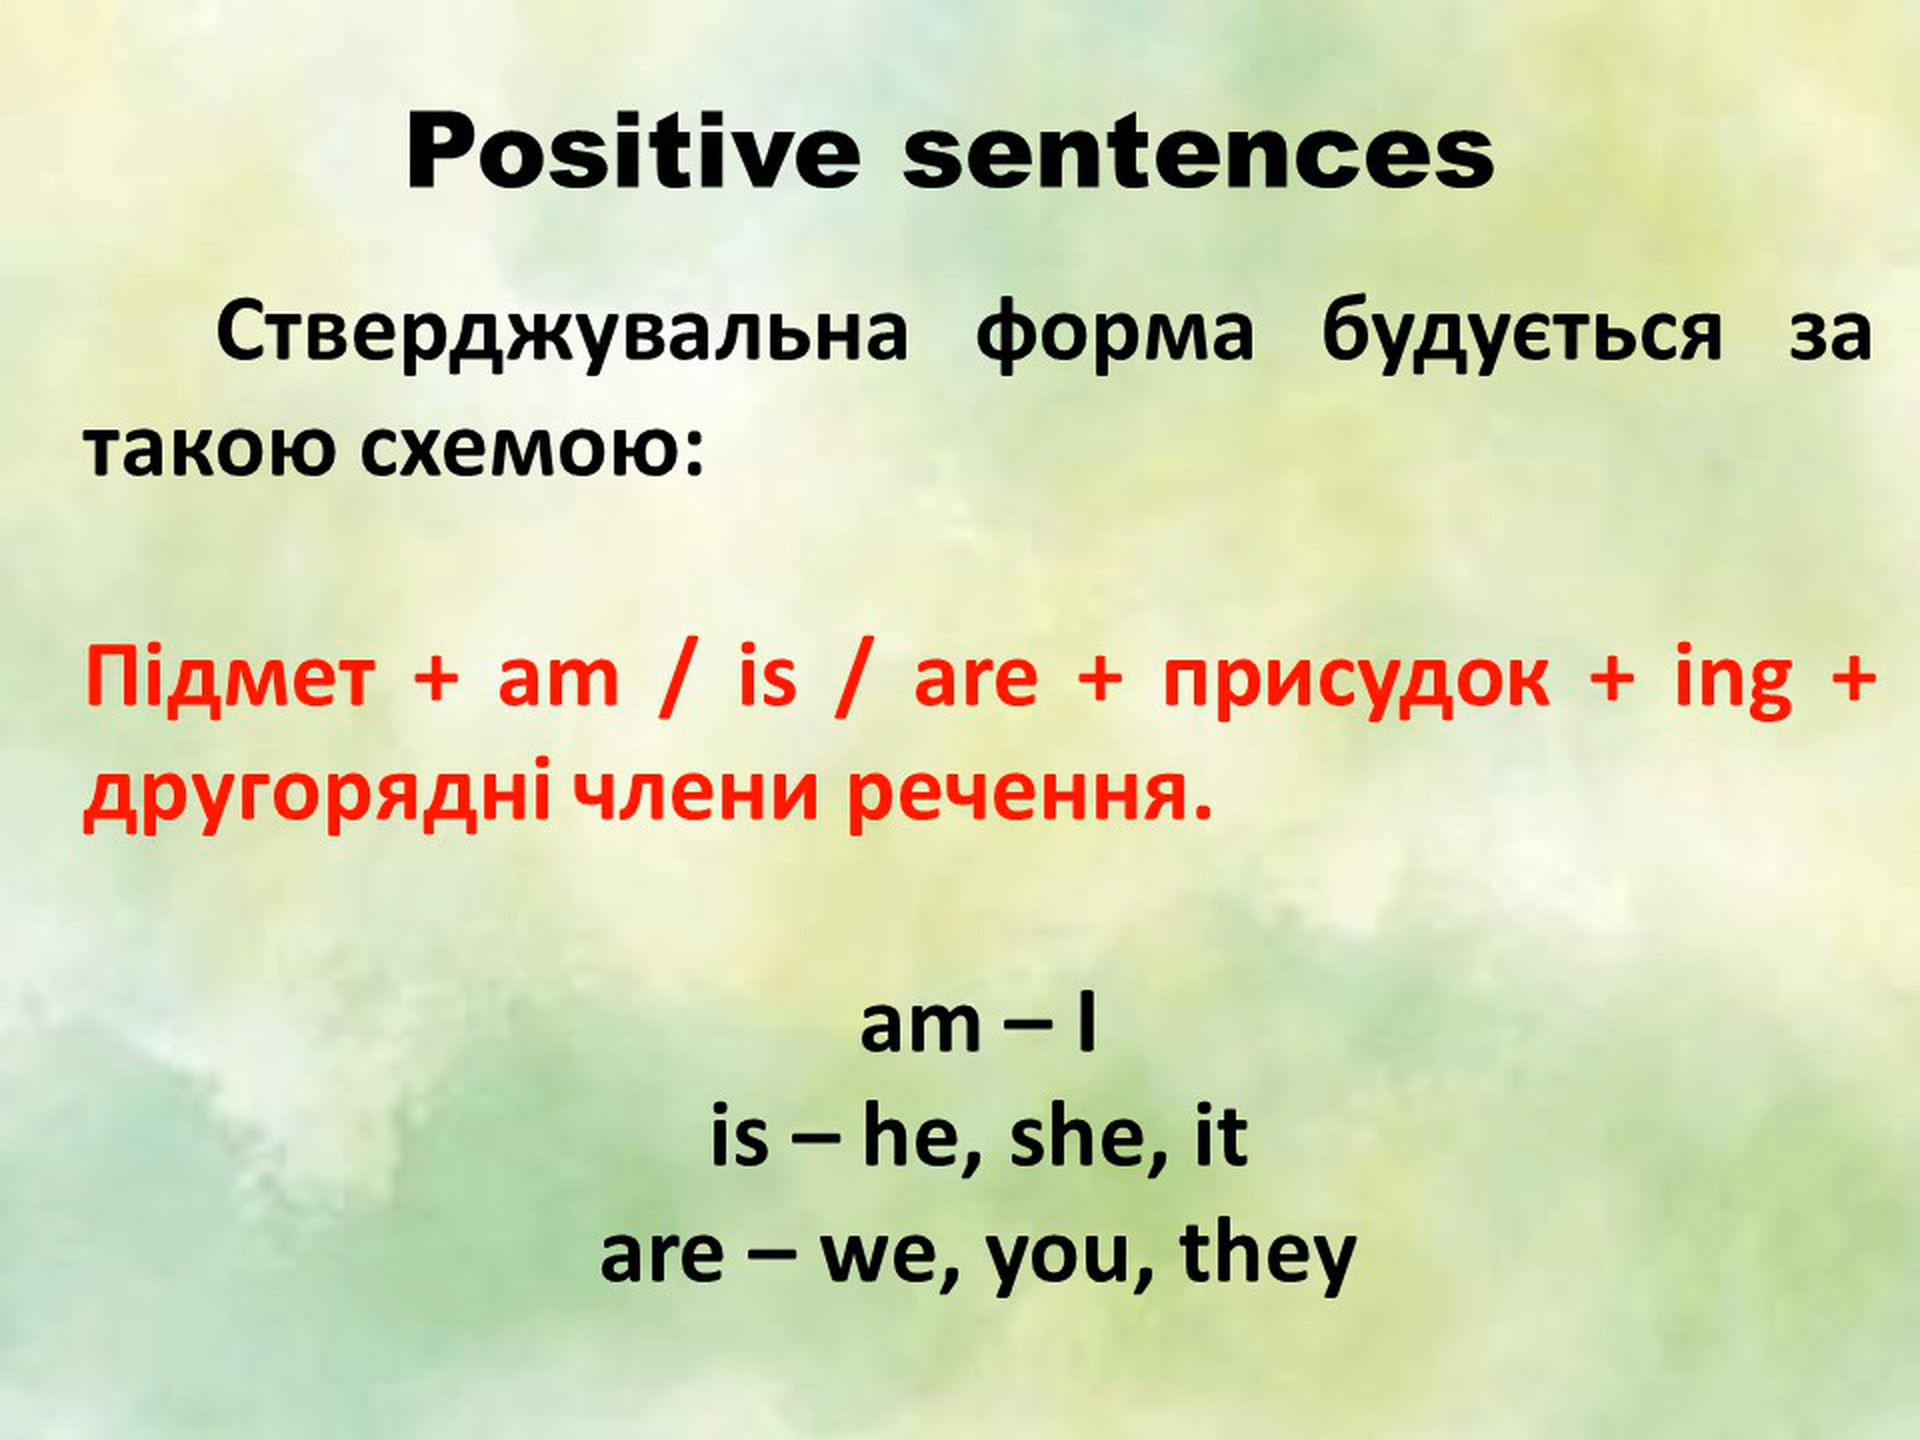 Positive sentences
Стверджувальна форма будується за
такою схемою:
Підмет + am / is / are + присудок + ing +
другорядні члени речення.
am – I
is – he, she, it
are – we, you, they